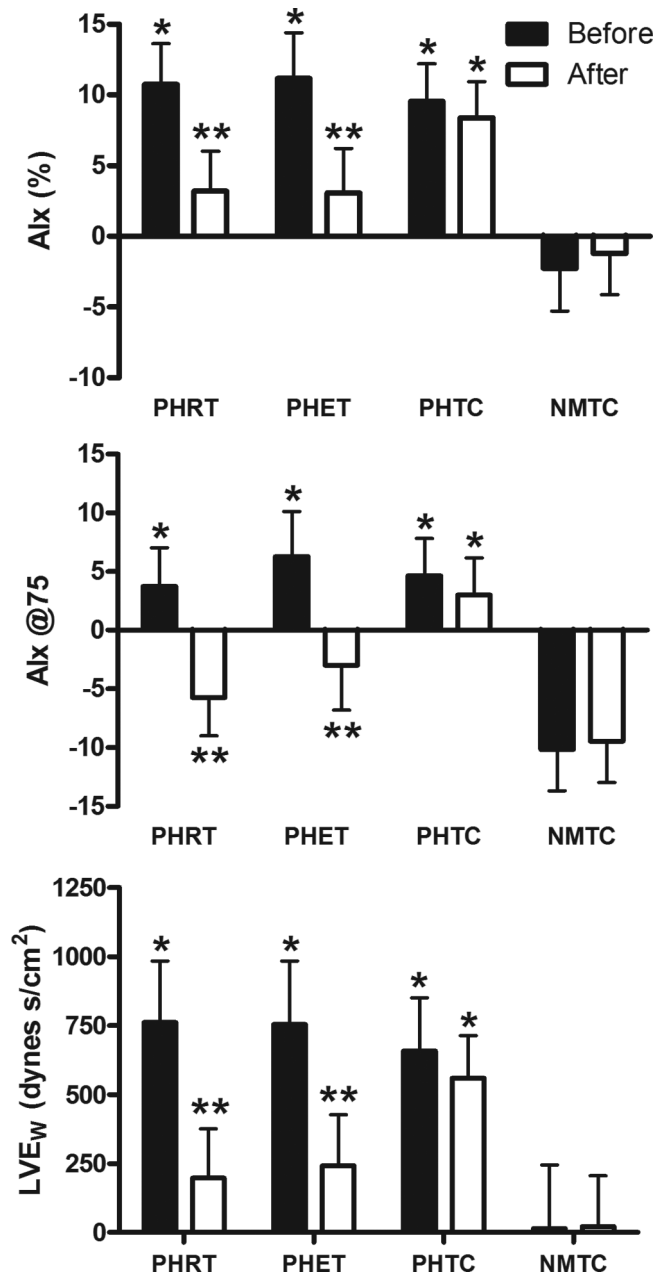 15
10
5
0
-5
-10
AIx (%)
* ** * ** * *
Before
After
PHRT PHET PHTC NMTC
15
10
5
0
-5
-10
-15
AIx @75
* ** * ** * *
PHRT PHET PHTC NMTC
1250
1000
750
500
250
0
LVEW (dynes s/cm2)
* ** * ** * *
PHRT PHET PHTC NMTC